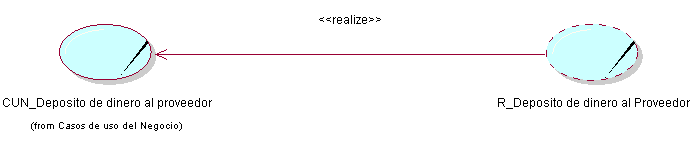 <<realize>>
CUN_Deposito de dinero al proveedor
R_Deposito de dinero al Proveedor
(from Casos de uso del Negocio)